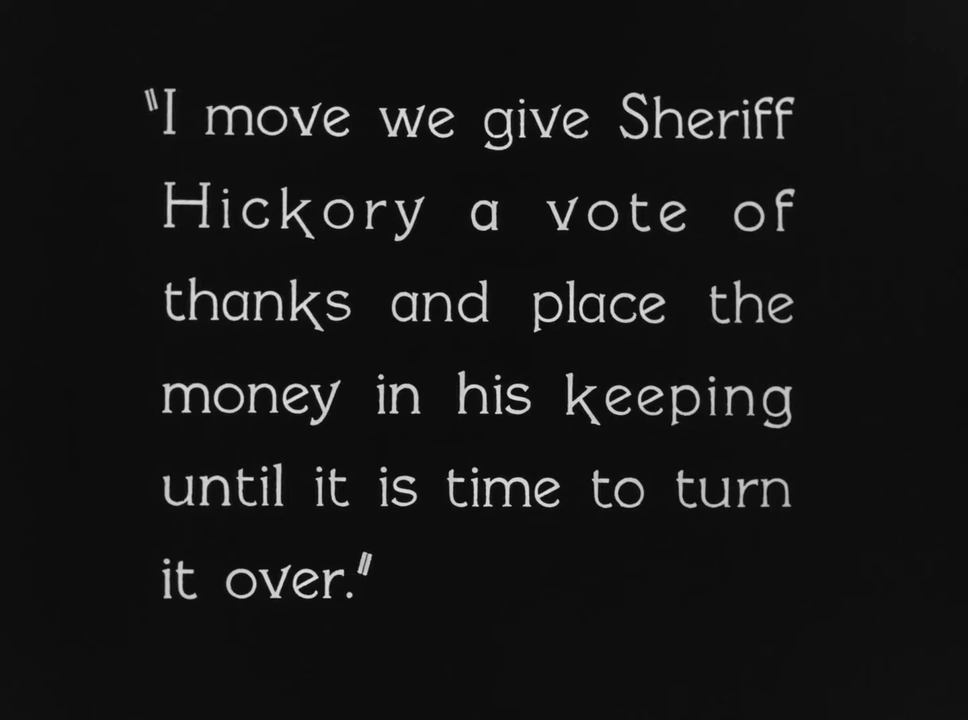 "I move we give Sheriff
Hickory a vote of
thanks and place the
money in his keeping
until it is time to turn
it over."